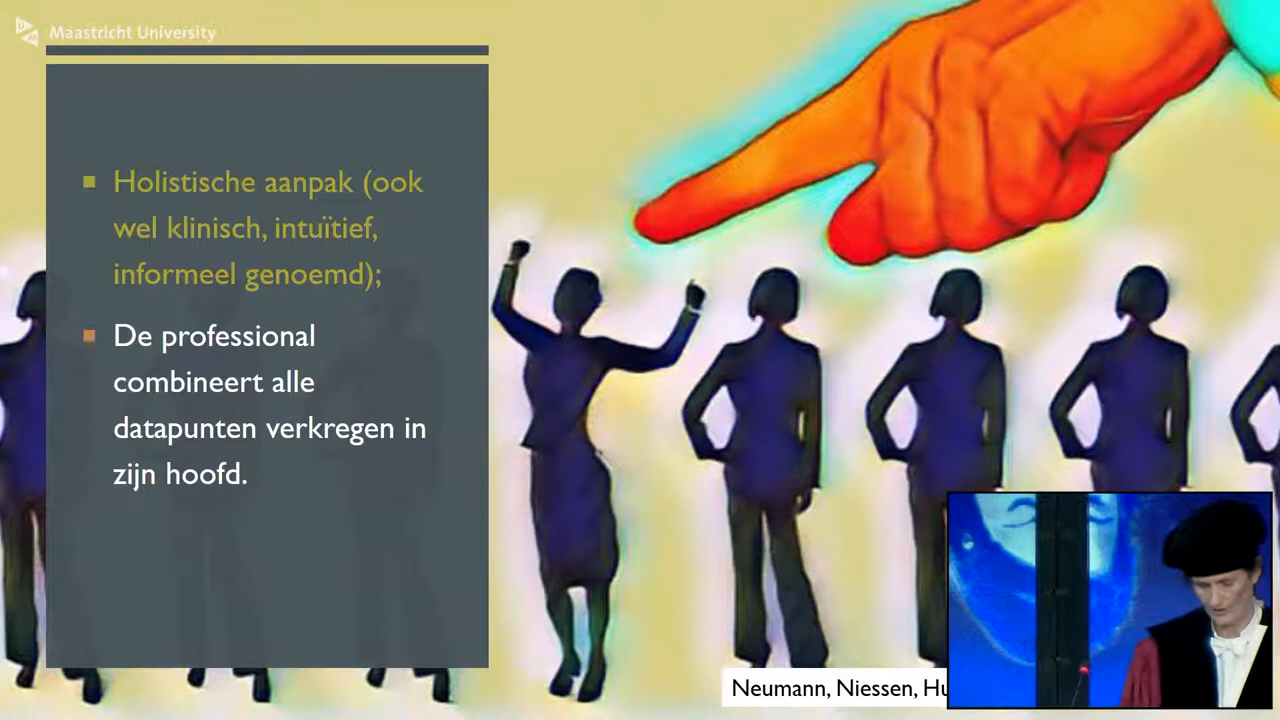 Maastricht University
Holistische aanpak (ook
wel klinisch, intuïtief,
informeel genoemd);
De professional
combineert alle
datapunten verkregen in
zijn hoofd.
Neumann, Niessen,